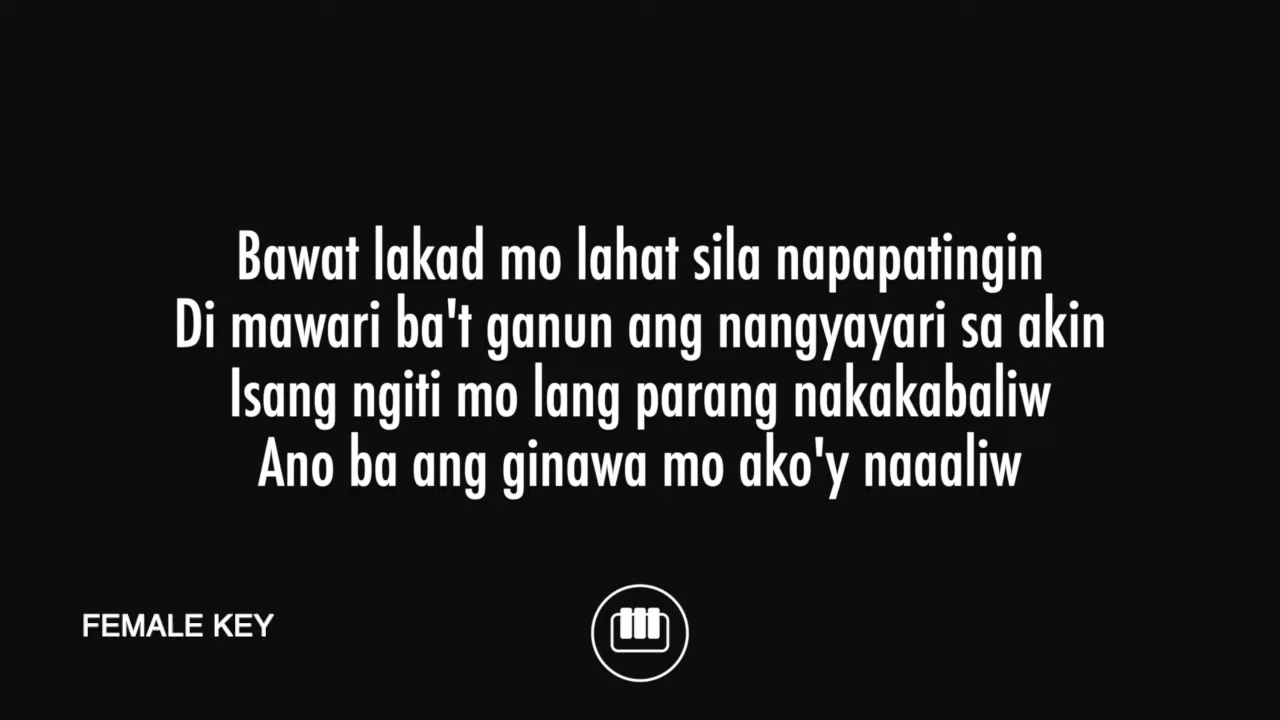 Bawat lakad mo lahat sila napapatingin
Di mawari ba't ganun ang nangyayari sa akin
Isang ngiti mo lang parang nakakabaliw
Ano ba ang ginawa mo ako'y naaaliw
FEMALE KEY